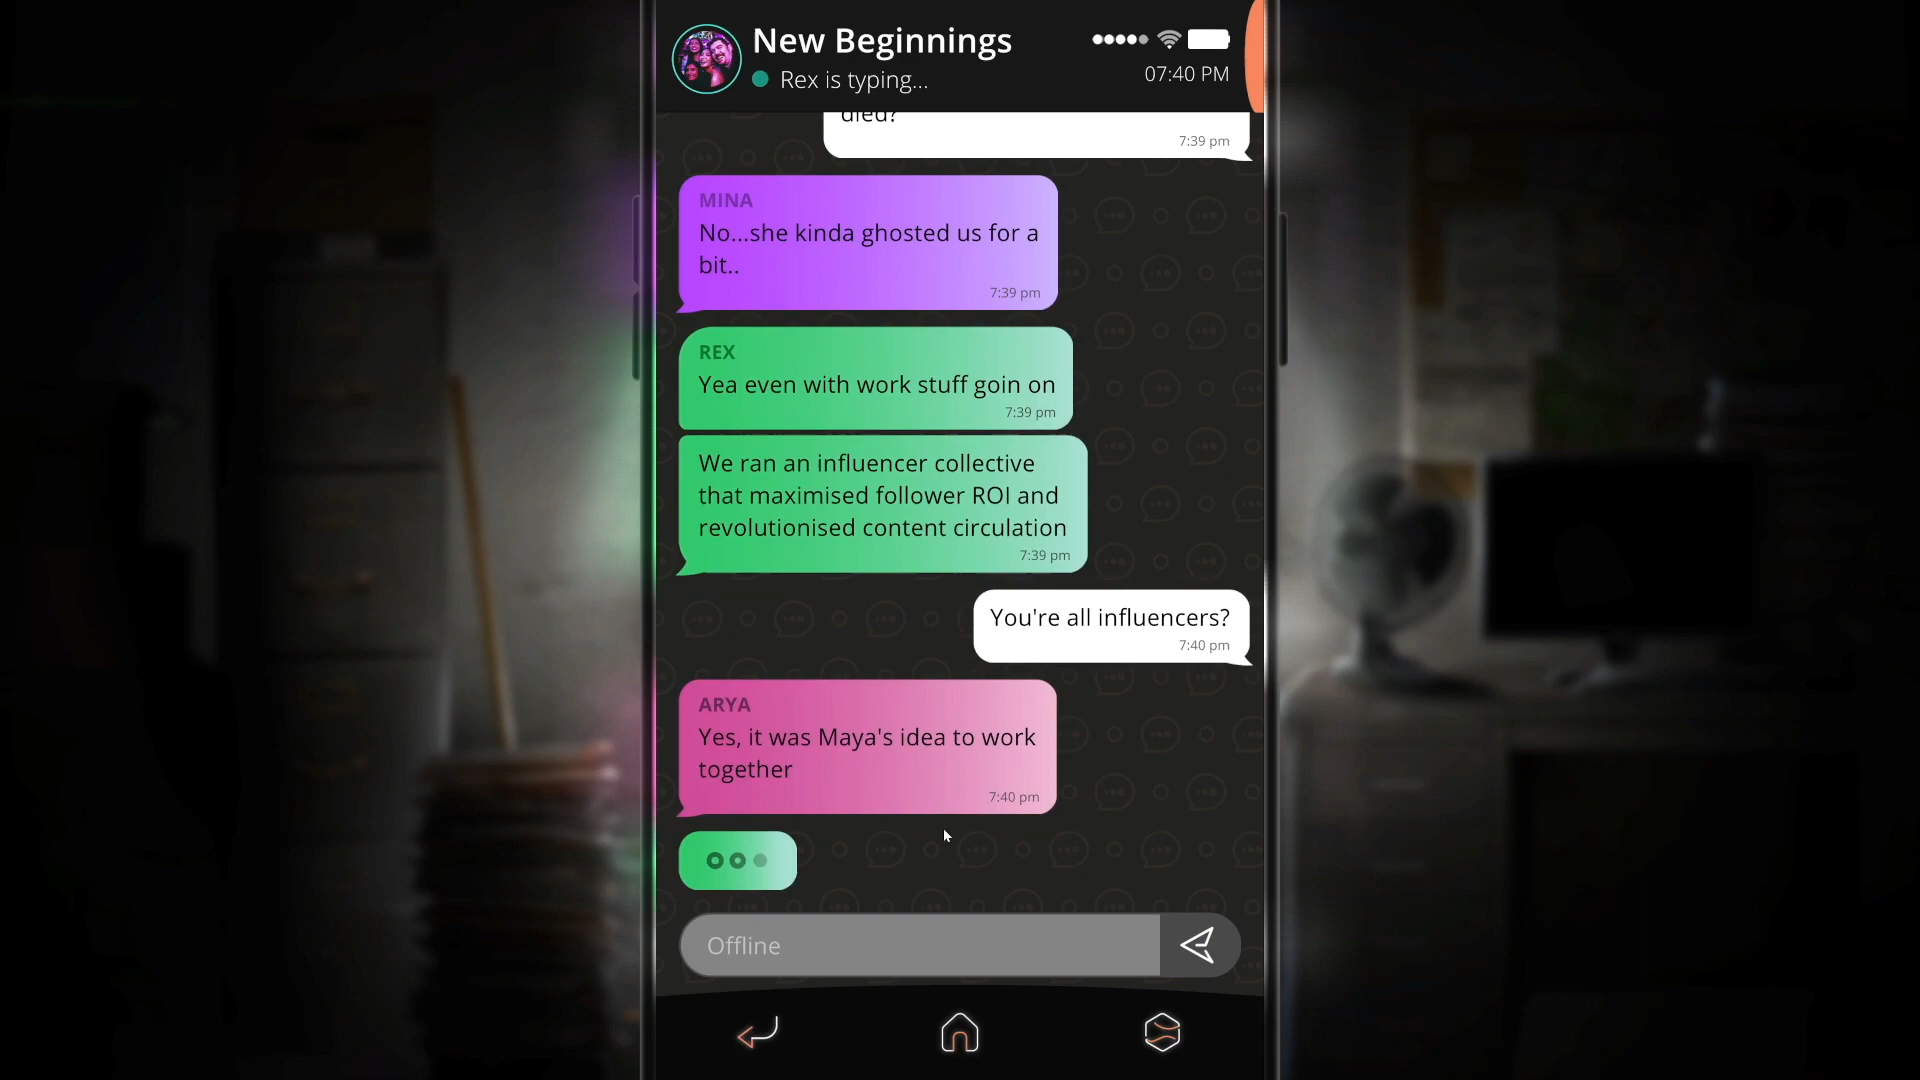 New Beginnings
Rex is typing...
07:40 PM
died?
7:39 pm
MINA
No...she kinda ghosted us for a
bit..
7:39 pm
REX
Yea even with work stuff goin on
7:39 pm
We ran an influencer collective
that maximised follower ROI and
revolutionised content circulation
7:39 pm
You're all influencers?
7:40 pm
ARYA
Yes, it was Maya's idea to work
together
7:40 pm
Offline